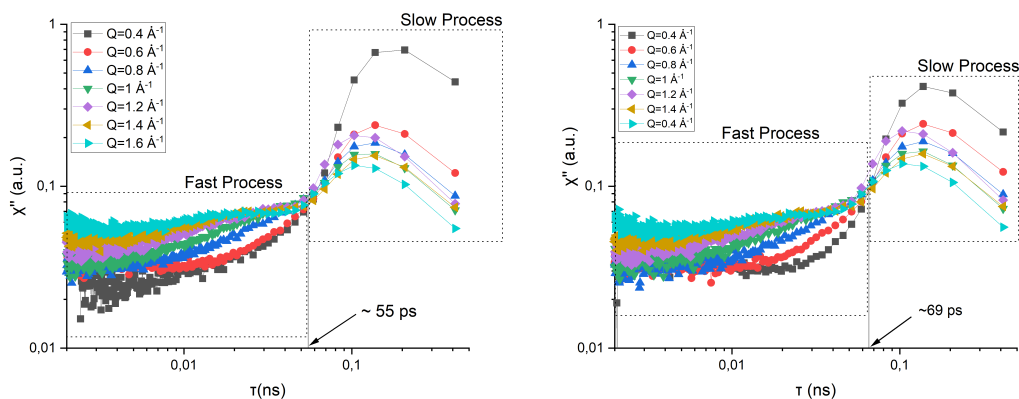 Slow Process
1
Q=0.4 Å⁻¹
Q=0.6 Å⁻¹
Q=0.8 Å⁻¹
Q=1 Å⁻¹
Q=1.2 Å⁻¹
Q=1.4 Å⁻¹
Q=1.6 Å⁻¹
χ'' (a.u.)
Fast Process
0,1
~ 55 ps
0,01
0,01
0,1
τ(ns)
1
Q=0.4 Å⁻¹
Q=0.6 Å⁻¹
Q=0.8 Å⁻¹
Q=1 Å⁻¹
Q=1.2 Å⁻¹
Q=1.4 Å⁻¹
Q=0.4 Å⁻¹
Slow Process
Fast Process
χ'' (a.u.)
0,1
~69 ps
0,01
0,01
0,1
τ (ns)